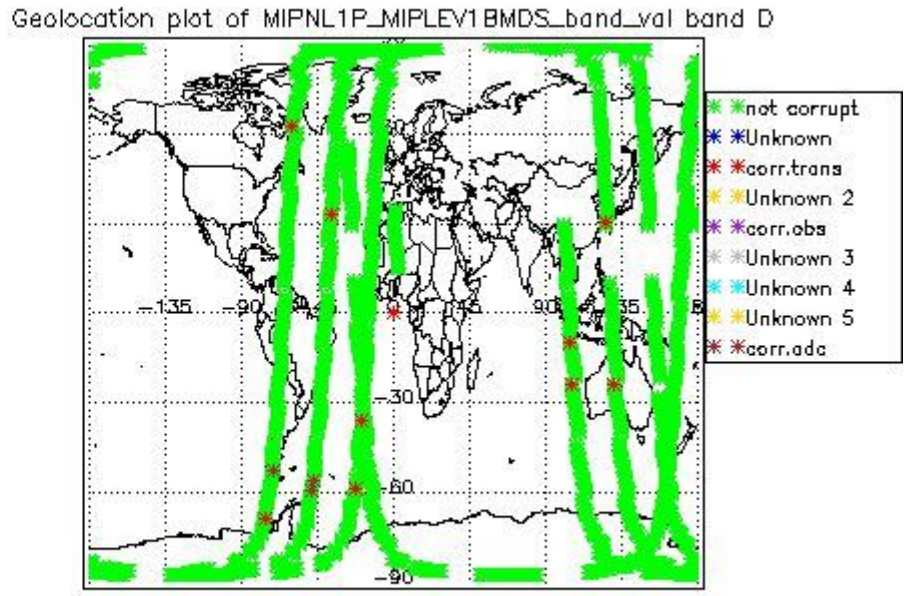 Geolocation plot of MIPNL1P_MIPLEV1BMDS_band_val band D
not corrupt
Unknown
corr.trans
Unknown 2
corr.obs
Unknown 3
Unknown 4
Unknown 5
corr.adc
-135 -90 90 135
-30
-60
-90